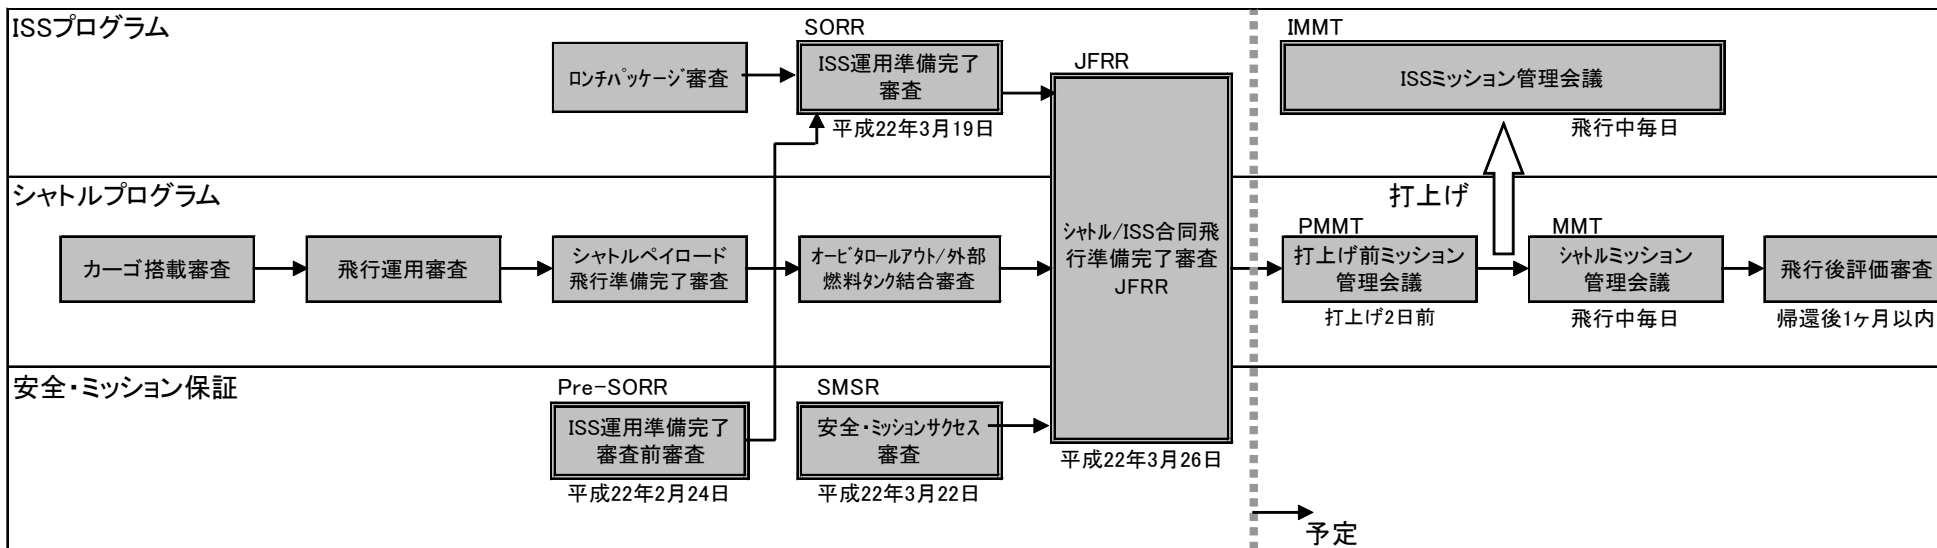 ISSプログラム
SORR
IMMT
ロンチパッケージ審査
ISS運用準備完了
審査
平成22年3月19日
JFRR
ISSミッション管理会議
飛行中毎日
シャトルプログラム
打上げ
カーゴ搭載審査
飛行運用審査
シャトルペイロード
飛行準備完了審査
オービタロールアウト/外部
燃料タンク結合審査
シャトル/ISS合同飛
行準備完了審査
JFRR
PMMT
打上げ前ミッション
管理会議
打上げ2日前
MMT
シャトルミッション
管理会議
飛行中毎日
飛行後評価審査
帰還後1ヶ月以内
安全・ミッション保証
Pre-SORR
ISS運用準備完了
審査前審査
平成22年2月24日
SMSR
安全・ミッションサクセス
審査
平成22年3月22日
平成22年3月26日
予定